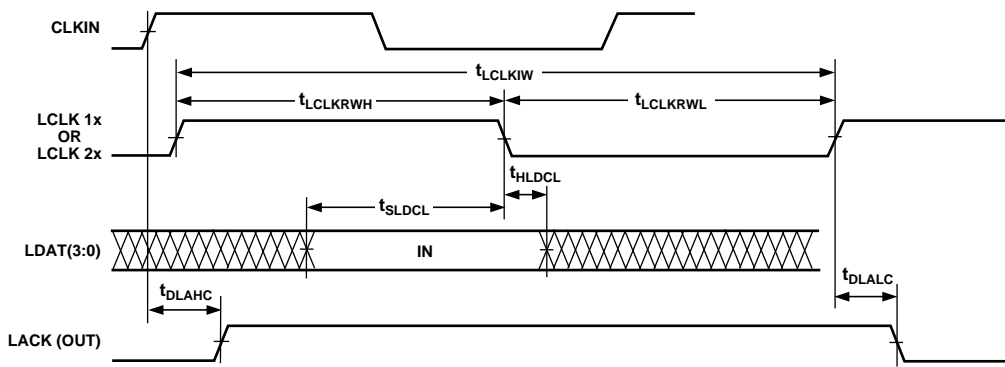 CLKIN
tLCLKIW
tLCLKRWH
tLCLKRWL
LCLK 1x
OR
LCLK 2x
tHLDCL
tSLDCL
LDAT(3:0)
IN
tDLAHC
tDLALC
LACK (OUT)